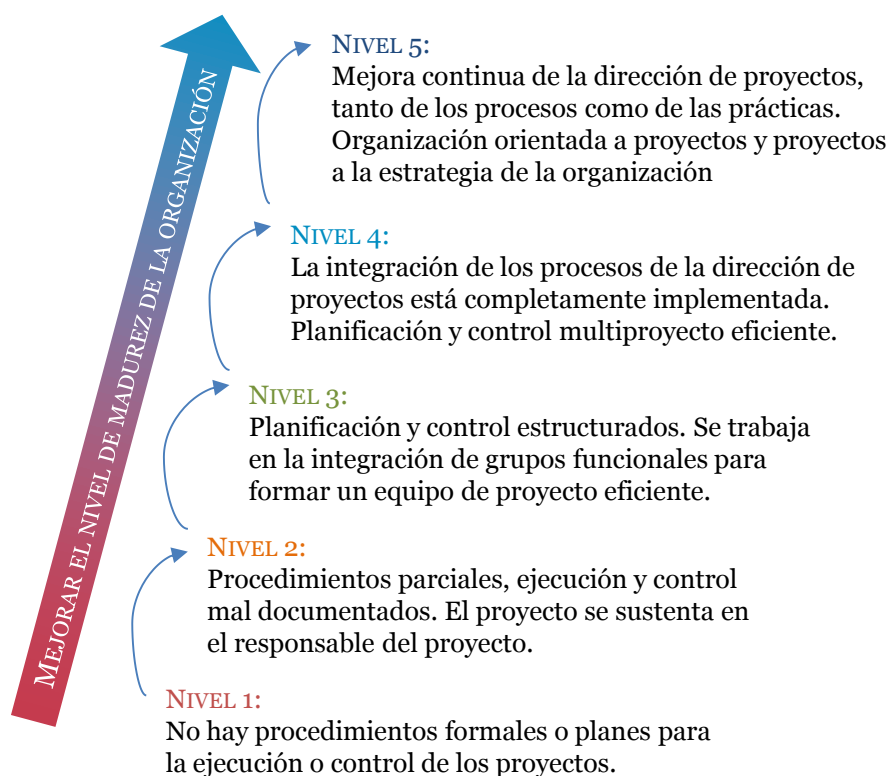 MEJORAR EL NIVEL DE MADUREZ DE LA ORGANIZACIÓN
NIVEL 5:
Mejora continua de la dirección de proyectos,
tanto de los procesos como de las prácticas.
Organización orientada a proyectos y proyectos
a la estrategia de la organización
NIVEL 4:
La integración de los procesos de la dirección de
proyectos está completamente implementada.
Planificación y control multiproyecto eficiente.
NIVEL 3:
Planificación y control estructurados. Se trabaja
en la integración de grupos funcionales para
formar un equipo de proyecto eficiente.
NIVEL 2:
Procedimientos parciales, ejecución y control
mal documentados. El proyecto se sustenta en
el responsable del proyecto.
NIVEL 1:
No hay procedimientos formales o planes para
la ejecución o control de los proyectos.